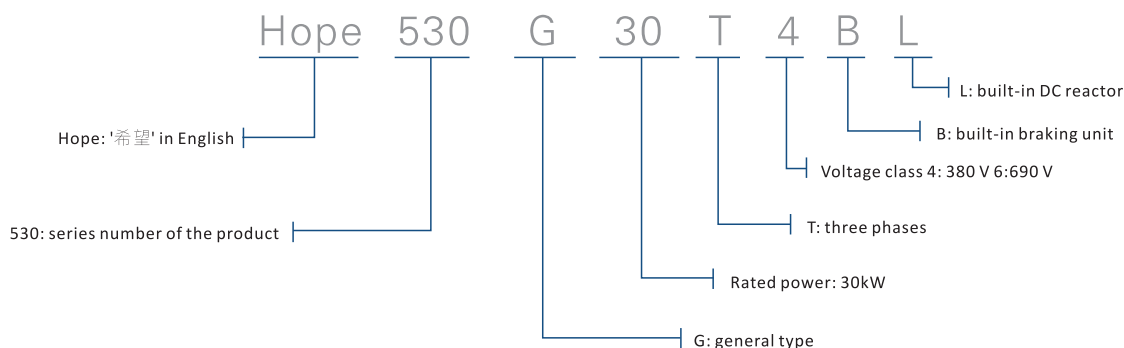 Hope 530 G 30 T 4 B L
L: built-in DC reactor
Hope: '希望' in English
B: built-in braking unit
Voltage class 4: 380 V 6:690 V
530: series number of the product
T: three phases
Rated power: 30kW
G: general type